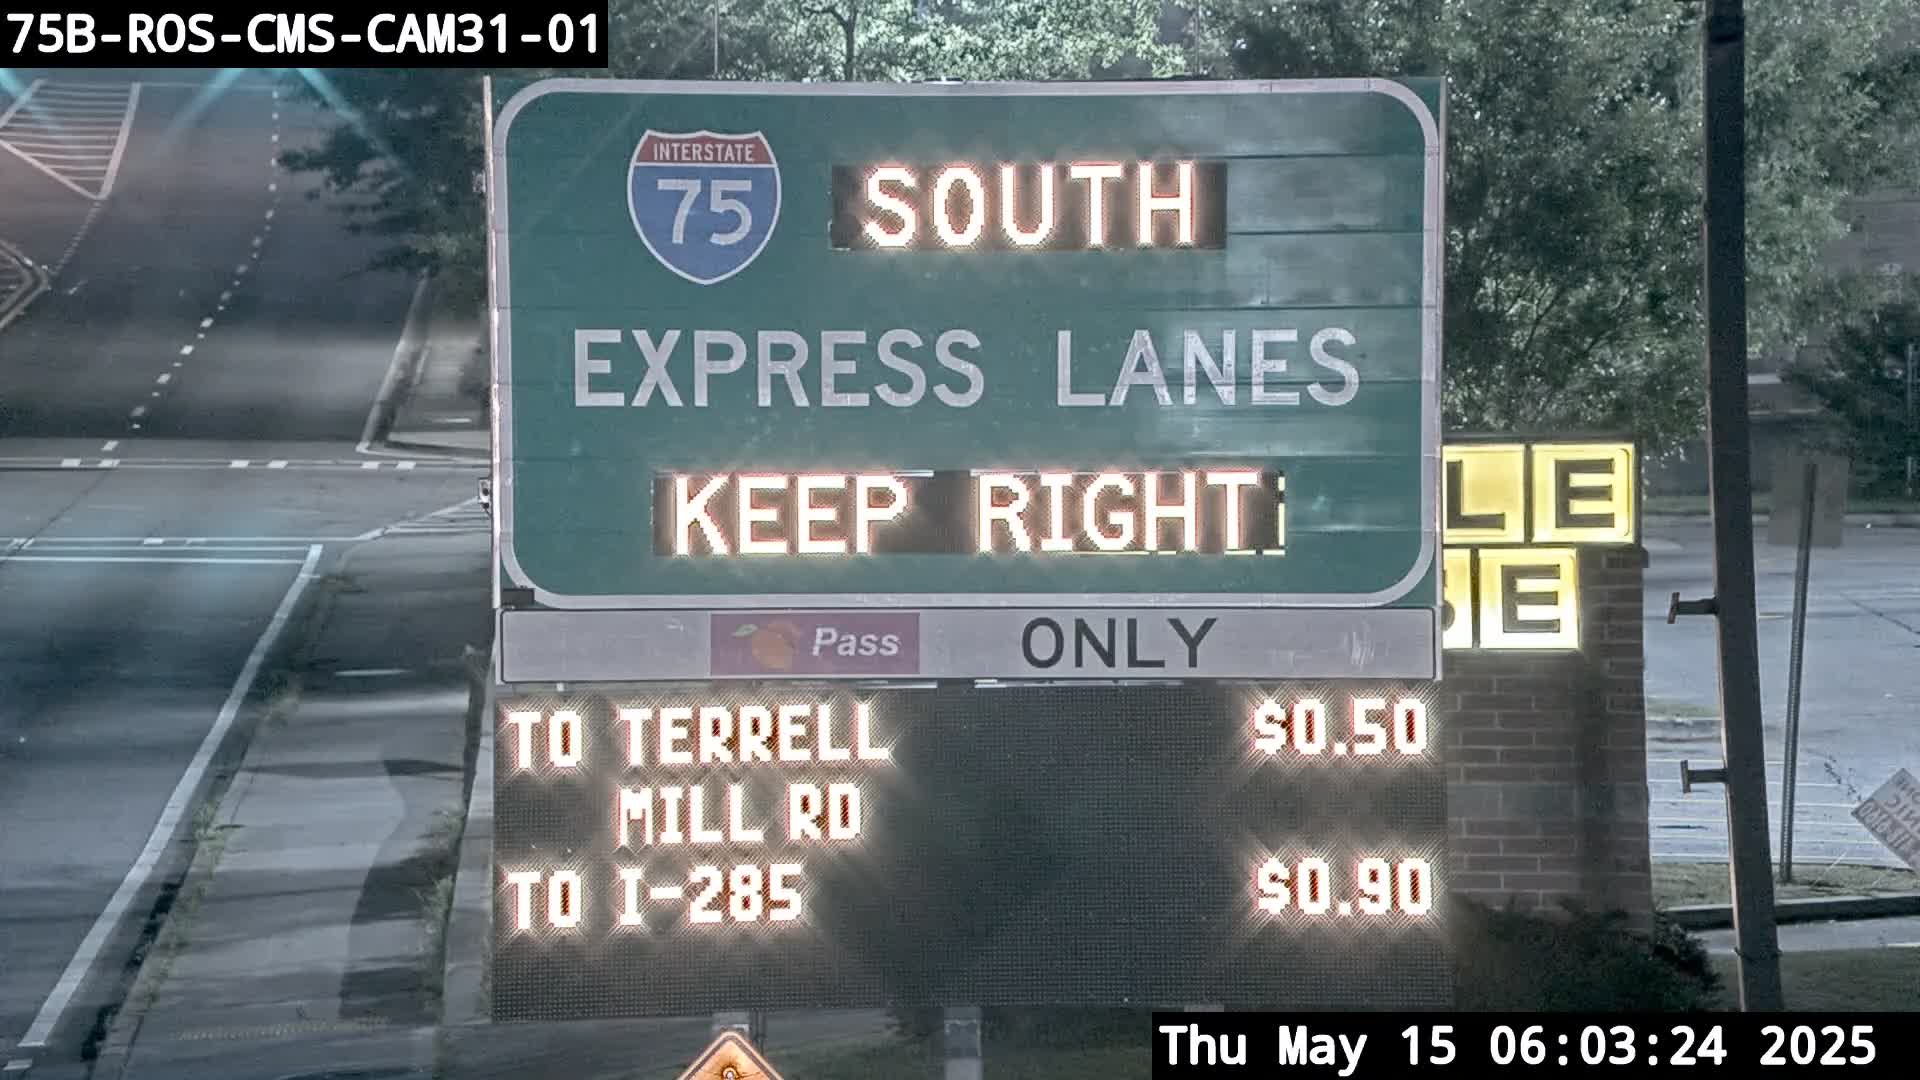 75B-ROS-CMS-CAM31-01
INTERSTATE
75
SOUTH
EXPRESS LANES
KEEP RIGHT
Pass ONLY
TO TERRELL $0.50
MILL RD
TO I-285 $0.90
LE
E
Thu May 15 06:03:24 2025